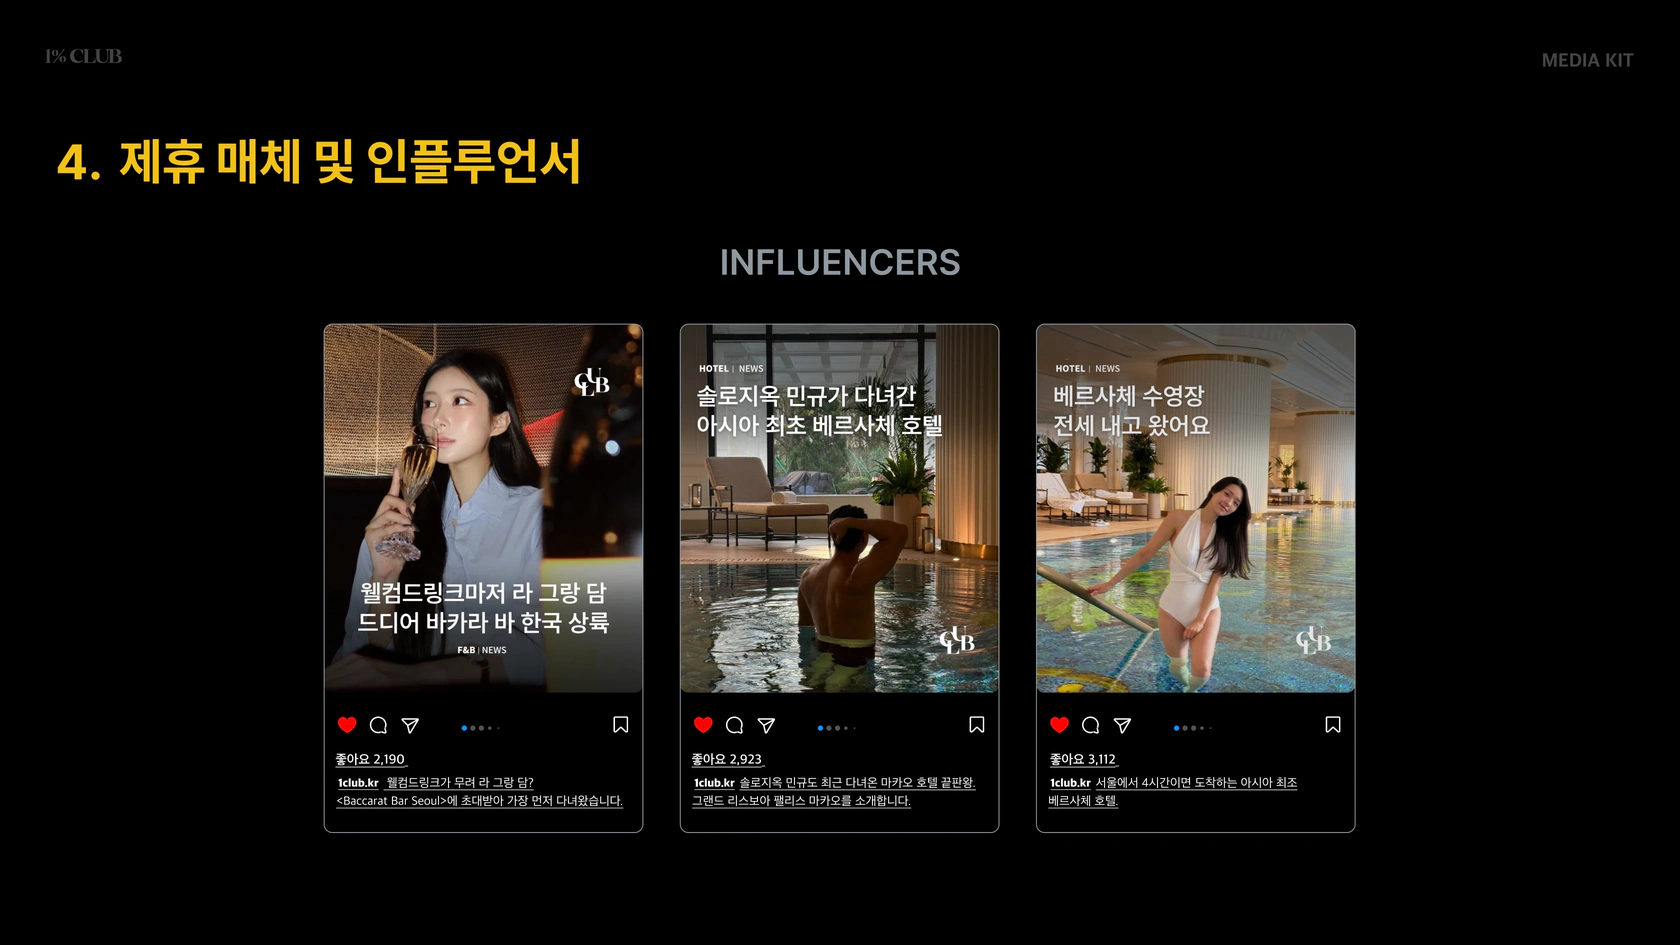 1% CLUB
MEDIA KIT
4. 제휴 매체 및 인플루언서
INFLUENCERS
CLUB
웰컴드링크마저 라 그랑 담
드디어 바카라 바 한국 상륙
F&B | NEWS
좋아요 2,190
1club.kr 웰컴드링크가 무려 라 그랑 담?
<Baccarat Bar Seoul>에 초대받아 가장 먼저 다녀왔습니다.
HOTEL | NEWS
솔로지옥 민규가 다녀간
아시아 최초 베르사체 호텔
CLUB
좋아요 2,923
1club.kr 솔로지옥 민규도 최근 다녀온 마카오 호텔 끝판왕.
그랜드 리스보아 팰리스 마카오를 소개합니다.
HOTEL | NEWS
베르사체 수영장
전세 내고 왔어요
CLUB
좋아요 3,112
1club.kr 서울에서 4시간이면 도착하는 아시아 최초
베르사체 호텔.